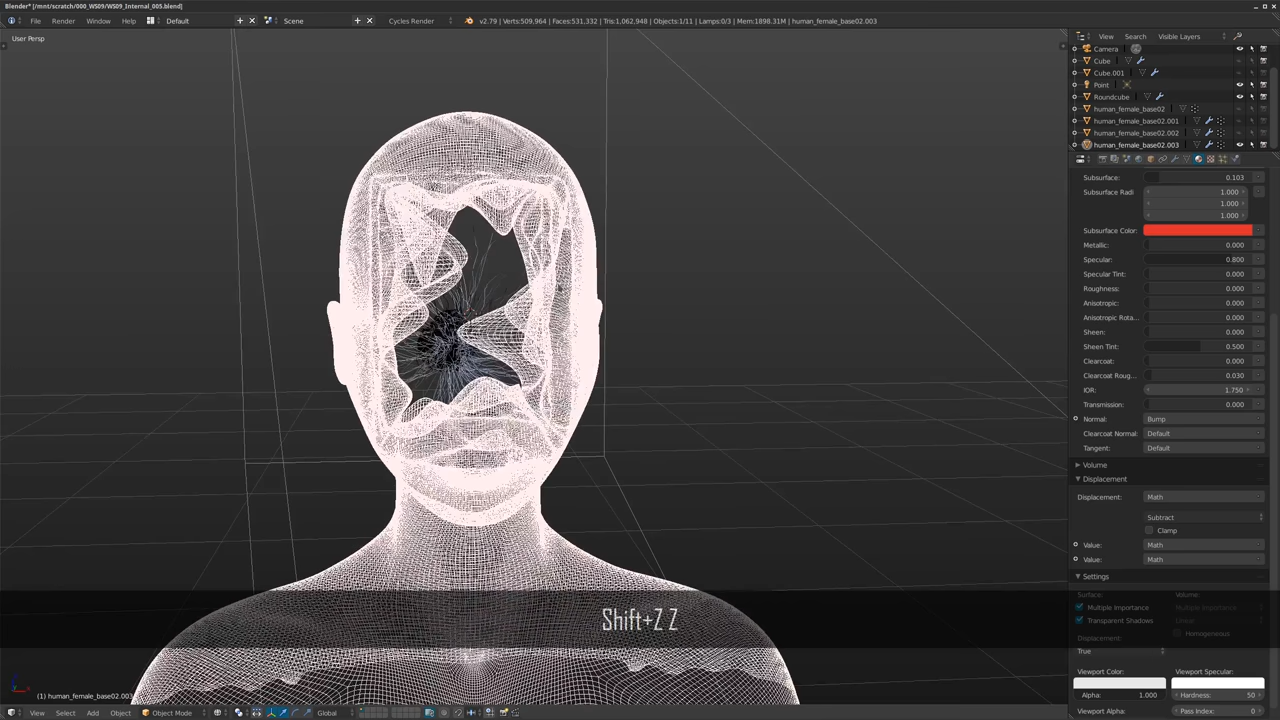 Blender* [/mnt/scratch/000_WS09/WS09_Internal_005.blend]
File Render Window Help Default Scene Cycles Render v2.79 | Verts:509,964 | Faces:531,332 | Tris:1,062,948 | Objects:1/11 | Lamps:0/3 | Mem:1898.31M | human_female_base02.003
User Persp
View Search Visible Layers
Camera
Cube
Cube.001
Point
Roundcube
human_female_base02
human_female_base02.001
human_female_base02.002
human_female_base02.003
Subsurface: 0.103
Subsurface Radi 1.000
1.000
1.000
Subsurface Color:
Metallic: 0.000
Specular: 0.800
Specular Tint: 0.000
Roughness: 0.000
Anisotropic: 0.000
Anisotropic Rota... 0.000
Sheen: 0.000
Sheen Tint: 0.500
Clearcoat: 0.000
Clearcoat Roug... 0.030
IOR: 1.750
Transmission: 0.000
Normal: Bump
Clearcoat Normal: Default
Tangent: Default
Volume
Displacement
Displacement: Math
Subtract
Clamp
Value: Math
Value: Math
Settings
Surface: Volume:
Multiple Importance Multiple Importance
Transparent Shadows Linear
Homogeneous
Displacement:
True
Viewport Color: Viewport Specular:
Alpha: 1.000 Hardness: 50
Viewport Alpha: Pass Index: 0
Shift+Z Z
(1) human_female_base02.003
View Select Add Object Object Mode Global